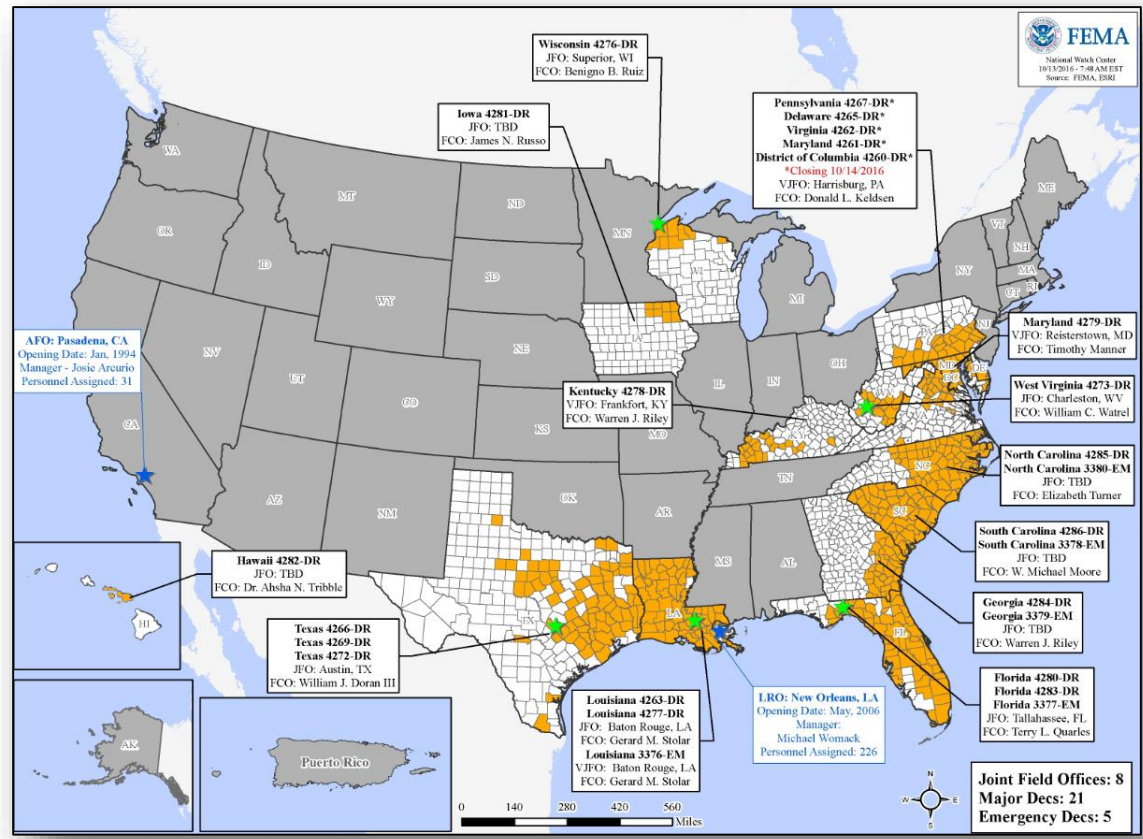 FEMA
National Watch Center
10/13/2016 - 7:48 AM EST
Source: FEMA, ESRI
Wisconsin 4276-DR
JFO: Superior, WI
FCO: Benigno B. Ruiz
Iowa 4281-DR
JFO: TBD
FCO: James N. Russo
Pennsylvania 4267-DR*
Delaware 4265-DR*
Virginia 4262-DR*
Maryland 4261-DR*
District of Columbia 4260-DR*
*Closing 10/14/2016
VJFO: Harrisburg, PA
FCO: Donald L. Keldsen
WA
MT
ND
MN
ME
VT
NH
OR
ID
SD
WI
MI
NY
MA
RI
CT
WY
IA
PA
NJ
Maryland 4279-DR
VJFO: Reisterstown, MD
FCO: Timothy Manner
AFO: Pasadena, CA
Opening Date: Jan, 1994
Manager - Josie Arcurio
Personnel Assigned: 31
NV
UT
NE
IL
IN
OH
MD
DC
DE
CO
KS
MO
Kentucky 4278-DR
VJFO: Frankfort, KY
FCO: Warren J. Riley
West Virginia 4273-DR
JFO: Charleston, WV
FCO: William C. Watrel
CA
KY
North Carolina 4285-DR
North Carolina 3380-EM
JFO: TBD
FCO: Elizabeth Turner
AZ
NM
OK
AR
TN
NC
SC
South Carolina 4286-DR
South Carolina 3378-EM
JFO: TBD
FCO: W. Michael Moore
MS
AL
Hawaii 4282-DR
JFO: TBD
FCO: Dr. Ahsha N. Tribble
HI
Georgia 4284-DR
Georgia 3379-EM
JFO: TBD
FCO: Warren J. Riley
TX
LA
FL
Texas 4266-DR
Texas 4269-DR
Texas 4272-DR
JFO: Austin, TX
FCO: William J. Doran III
Louisiana 4263-DR
Louisiana 4277-DR
JFO: Baton Rouge, LA
FCO: Gerard M. Stolar
Louisiana 3376-EM
VJFO: Baton Rouge, LA
FCO: Gerard M. Stolar
LRO: New Orleans, LA
Opening Date: May, 2006
Manager:
Michael Womack
Personnel Assigned: 226
Florida 4280-DR
Florida 4283-DR
Florida 3377-EM
JFO: Tallahassee, FL
FCO: Terry L. Quarles
AK
Puerto Rico
N
W
E
S
0 140 280 420 560
Miles
Joint Field Offices: 8
Major Decs: 21
Emergency Decs: 5